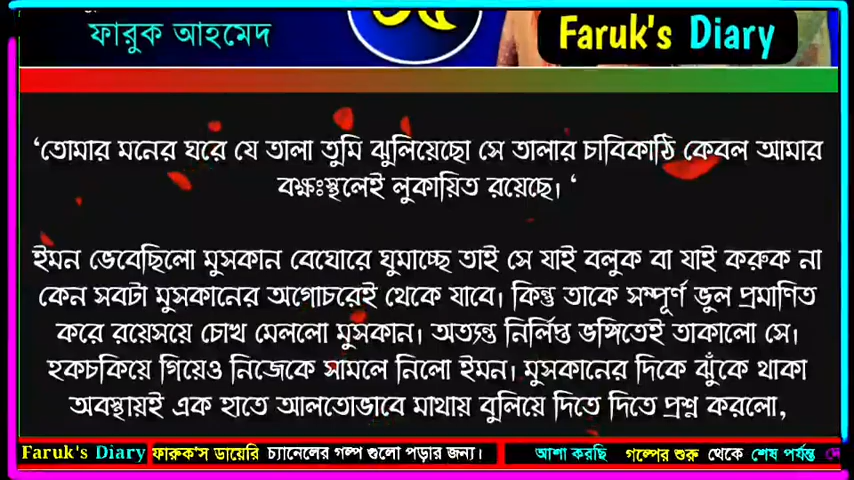 ফারুক আহমেদ
৩৫
Faruk's Diary
‘তোমার মনের ঘরে যে তালা তুমি ঝুলিয়েছো সে তালার চাবিকাঠি কেবল আমার
বক্ষঃস্থলেই লুকায়িত রয়েছে। ‘
ইমন ভেবেছিলো মুসকান বেঘোরে ঘুমাচ্ছে তাই সে যাই বলুক বা যাই করুক না
কেন সবটা মুসকানের অগোচরেই থেকে যাবে। কিন্তু তাকে সম্পূর্ণ ভুল প্রমাণিত
করে রয়েসয়ে চোখ মেললো মুসকান। অত্যন্ত নির্লিপ্ত ভঙ্গিতেই তাকালো সে।
হকচকিয়ে গিয়েও নিজেকে সামলে নিলো ইমন। মুসকানের দিকে ঝুঁকে থাকা
অবস্থায়ই এক হাতে আলতোভাবে মাথায় বুলিয়ে দিতে দিতে প্রশ্ন করলো,
Faruk's Diary ফারুক'স ডায়েরি চ্যানেলের গল্প গুলো পড়ার জন্য। আশা করছি গল্পের শুরু থেকে শেষ পর্যন্ত